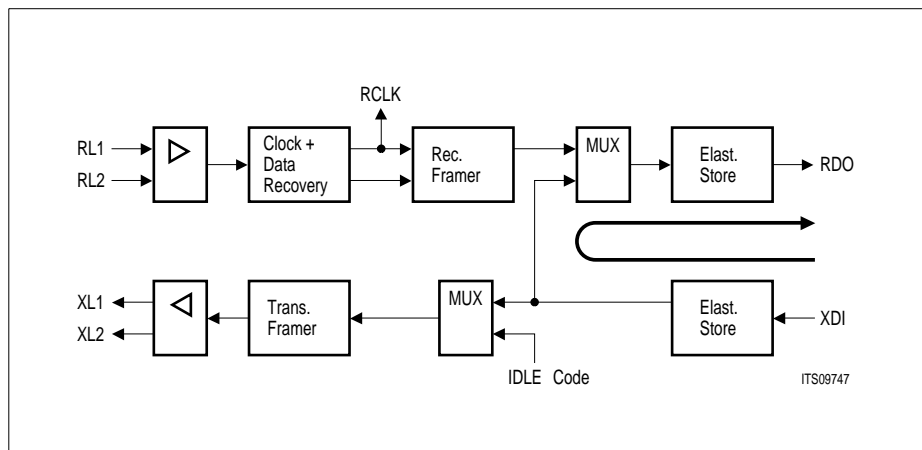 RCLK
RL1
RL2
Clock +
Data
Recovery
Rec.
Framer
MUX
Elast.
Store
RDO
XL1
XL2
Trans.
Framer
MUX
Elast.
Store
XDI
IDLE Code
ITS09747